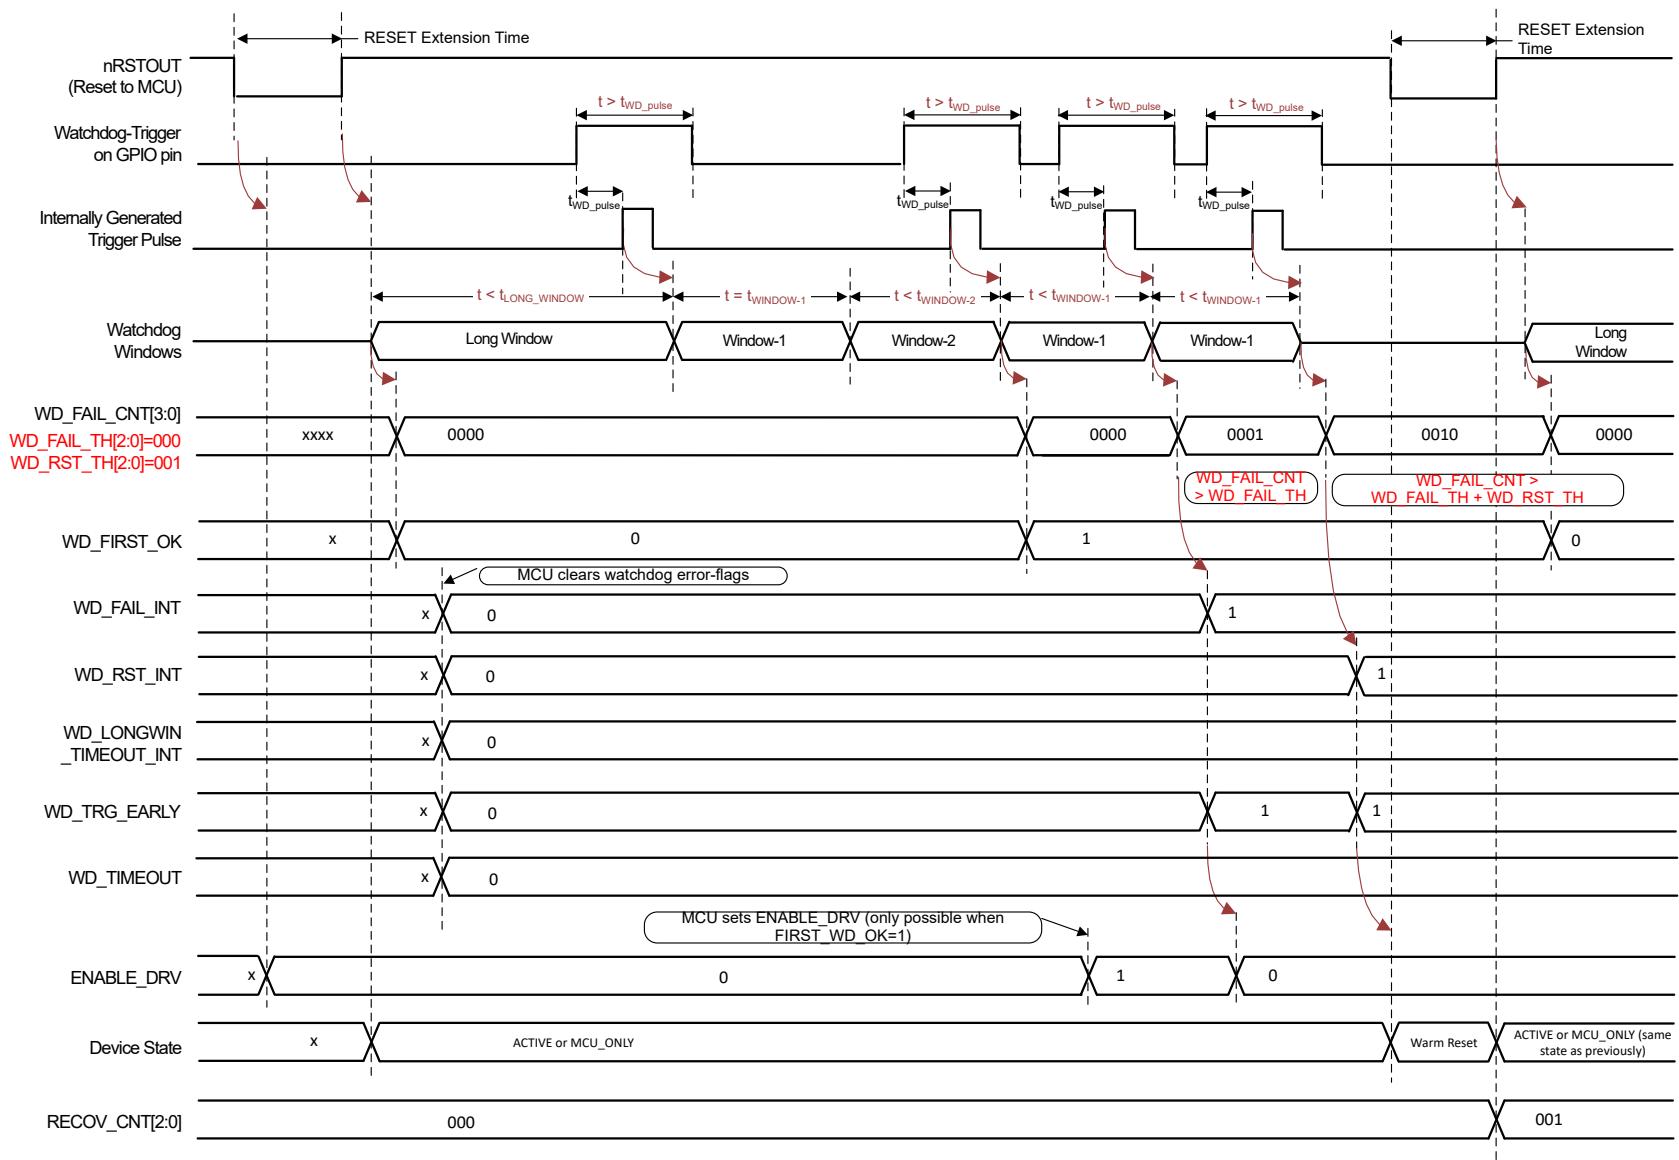 RESET Extension Time
RESET Extension
Time
nRSTOUT
(Reset to MCU)
t > tWD_pulse
t > tWD_pulse
t > tWD_pulse
t > tWD_pulse
Watchdog-Trigger
on GPIO pin
tWD_pulse
tWD_pulse
tWD_pulse
tWD_pulse
Internally Generated
Trigger Pulse
t < tLONG_WINDOW
t = tWINDOW-1
t < tWINDOW-2
t < tWINDOW-1
t < tWINDOW-1
Watchdog
Windows
Long Window
Window-1
Window-2
Window-1
Window-1
Long
Window
WD_FAIL_CNT[3:0]
WD_FAIL_TH[2:0]=000
WD_RST_TH[2:0]=001
xxxx
0000
0000
0001
0010
0000
WD_FAIL_CNT
> WD_FAIL_TH
WD_FAIL_CNT >
WD_FAIL_TH + WD_RST_TH
WD_FIRST_OK
x
0
1
0
MCU clears watchdog error-flags
WD_FAIL_INT
x
0
1
WD_RST_INT
x
0
1
WD_LONGWIN
_TIMEOUT_INT
x
0
WD_TRG_EARLY
x
0
1
1
WD_TIMEOUT
x
0
MCU sets ENABLE_DRV (only possible when
FIRST_WD_OK=1)
ENABLE_DRV
x
0
1
0
Device State
x
ACTIVE or MCU_ONLY
Warm Reset
ACTIVE or MCU_ONLY (same
state as previously)
RECOV_CNT[2:0]
000
001